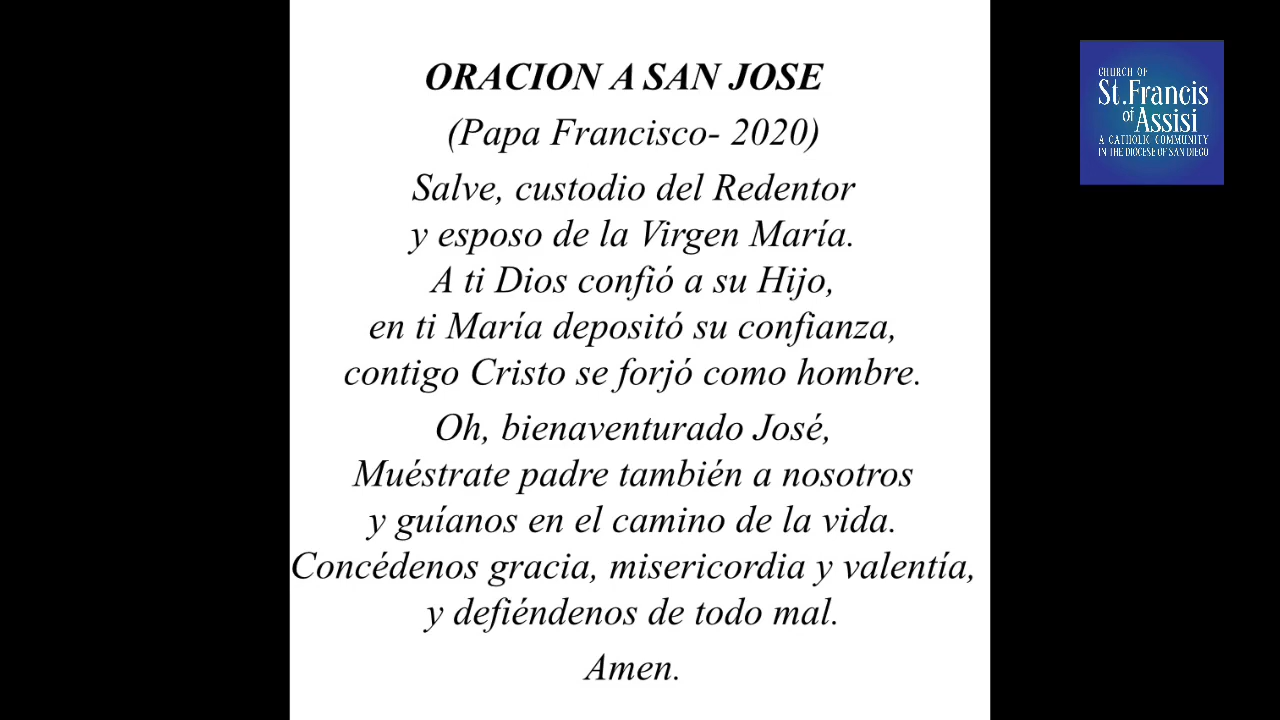 ORACION A SAN JOSE
(Papa Francisco- 2020)
Salve, custodio del Redentor
y esposo de la Virgen María.
A ti Dios confió a su Hijo,
en ti María depositó su confianza,
contigo Cristo se forjó como hombre.
Oh, bienaventurado José,
Muéstrate padre también a nosotros
y guíanos en el camino de la vida.
Concédenos gracia, misericordia y valentía,
y defiéndenos de todo mal.
Amen.
CHURCH OF
St. Francis
of Assisi
A CATHOLIC COMMUNITY
IN THE DIOCESE OF SAN DIEGO